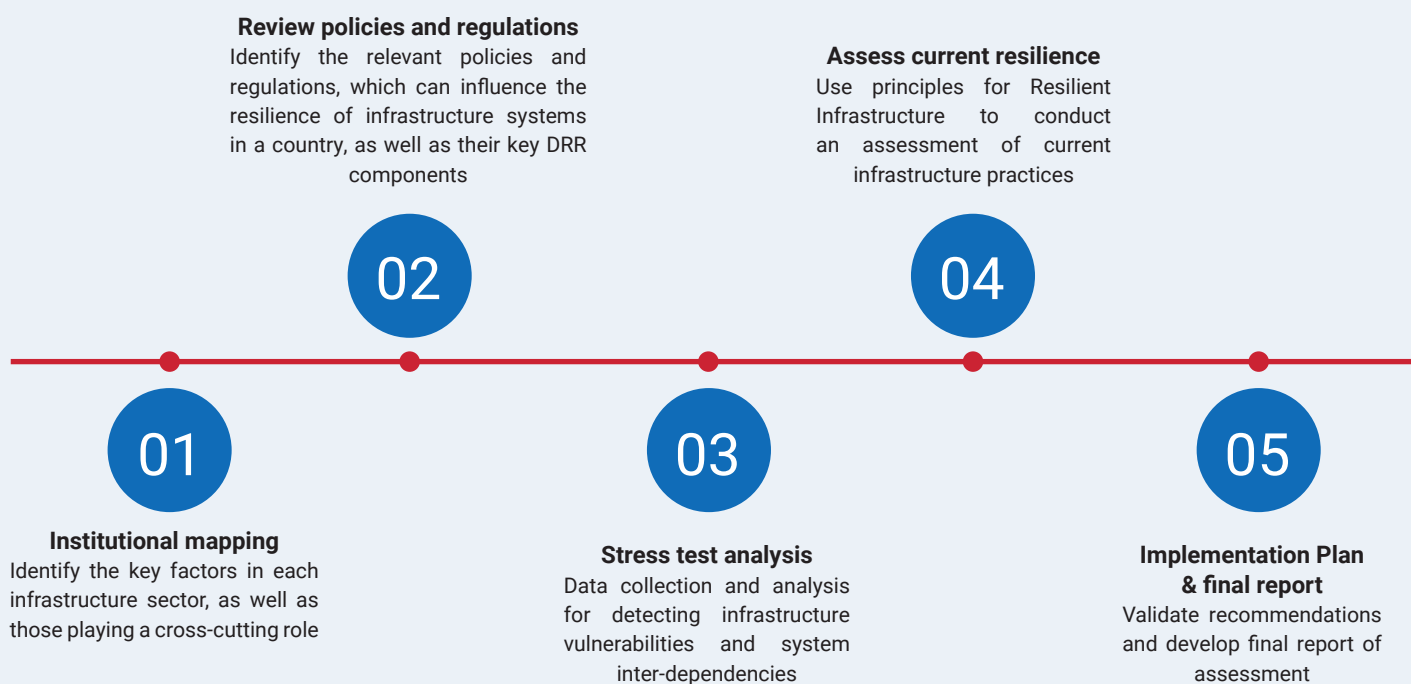 01
Institutional mapping
Identify the key factors in each
infrastructure sector, as well as
those playing a cross-cutting role
Review policies and regulations
Identify the relevant policies and
regulations, which can influence the
resilience of infrastructure systems
in a country, as well as their key DRR
components
02
03
Stress test analysis
Data collection and analysis
for detecting infrastructure
vulnerabilities and system
inter-dependencies
Assess current resilience
Use principles for Resilient
Infrastructure to conduct
an assessment of current
infrastructure practices
04
05
Implementation Plan
& final report
Validate recommendations
and develop final report of
assessment